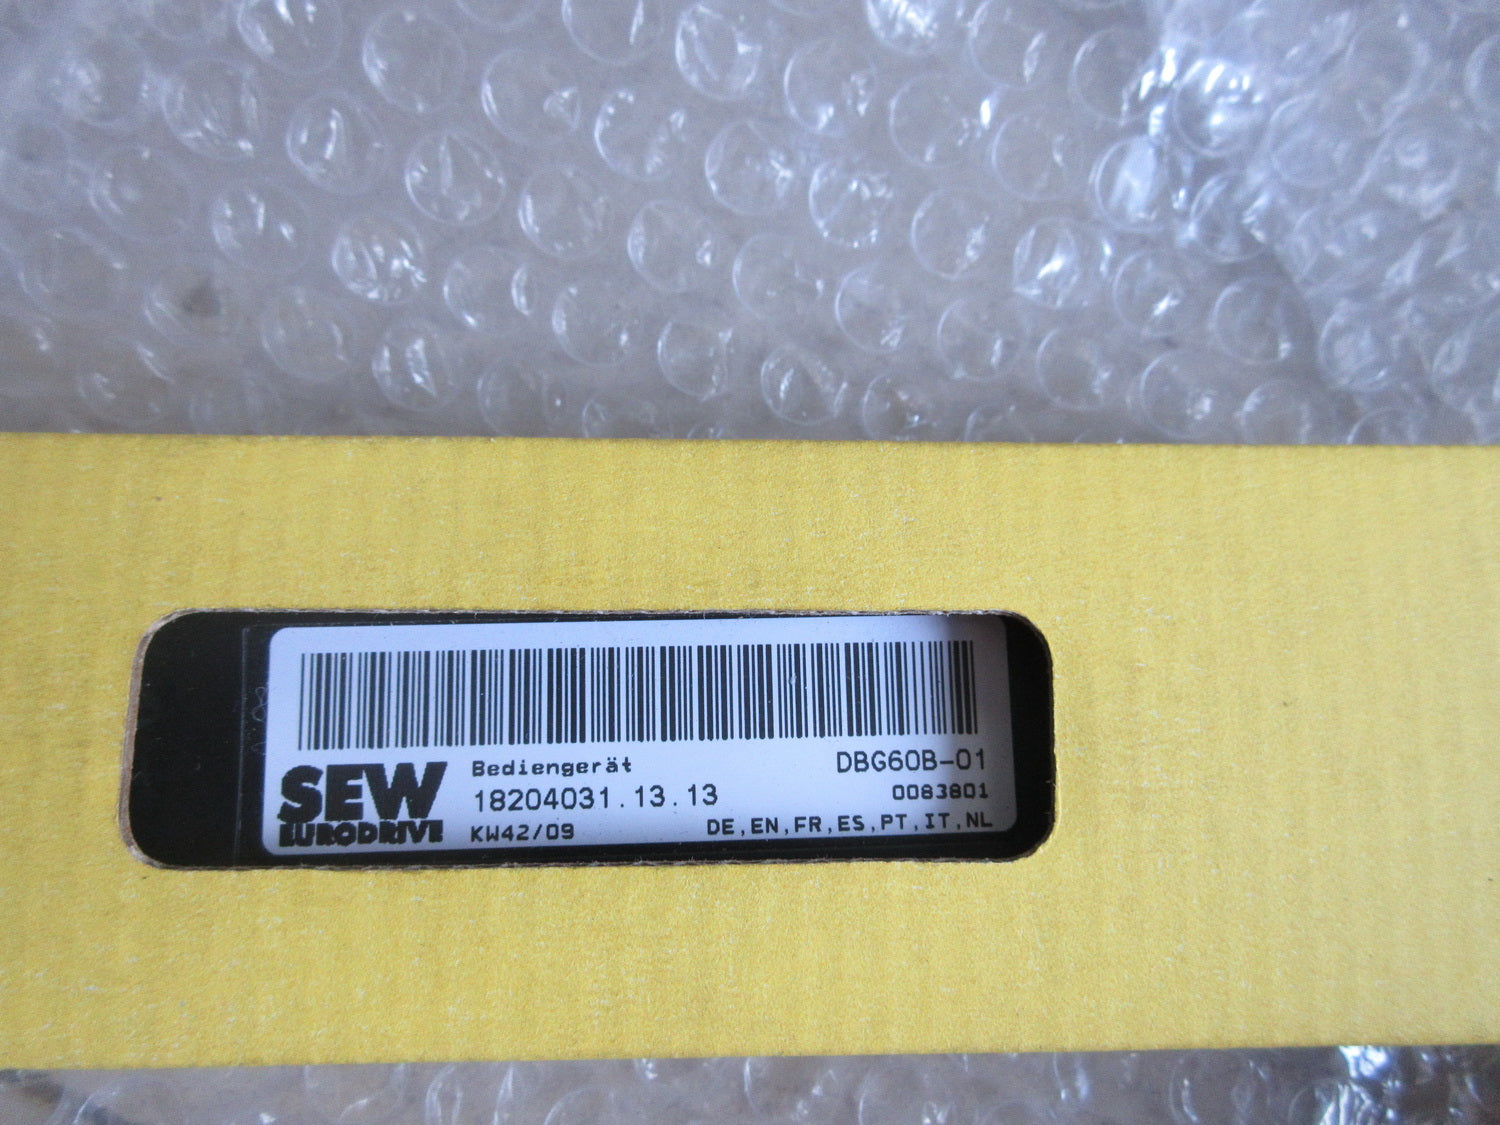 SEW
EURODRIVE
Bediengerät
18204031.13.13
KW42/09
DBG60B-01
0083801
DE,EN,FR,ES,PT,IT,NL